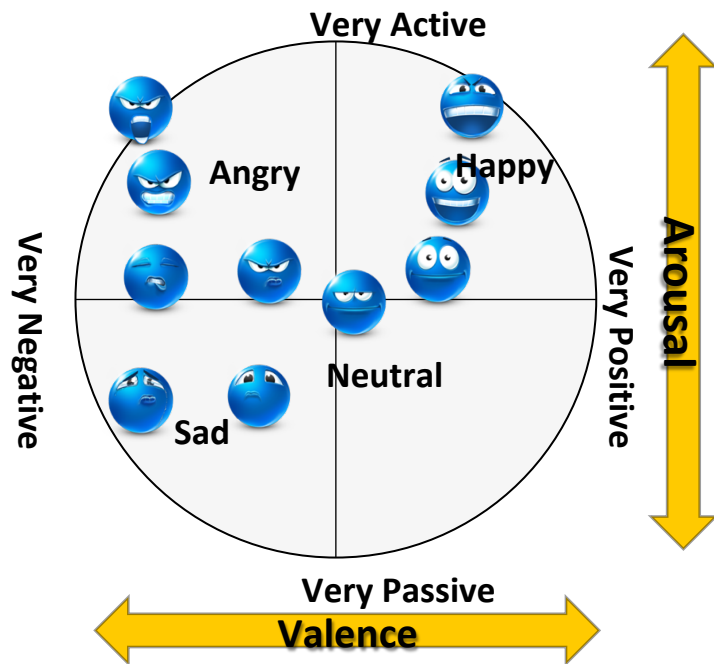 Very Active
Angry
Happy
Very Negative
Very Positive
Arousal
Neutral
Sad
Very Passive
Valence